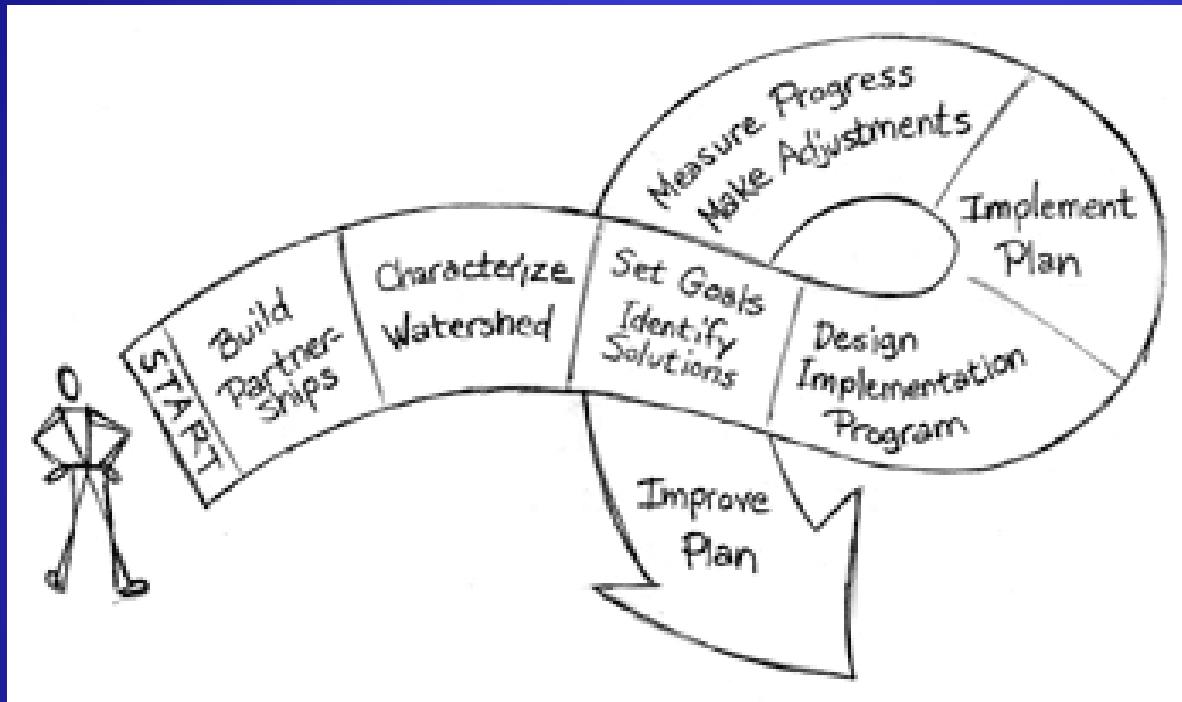 START
Build
Partner-
ships
Characterize
Watershed
Set Goals
Identify
Solutions
Design
Implementation
Program
Implement
Plan
Measure Progress
Make Adjustments
Improve
Plan